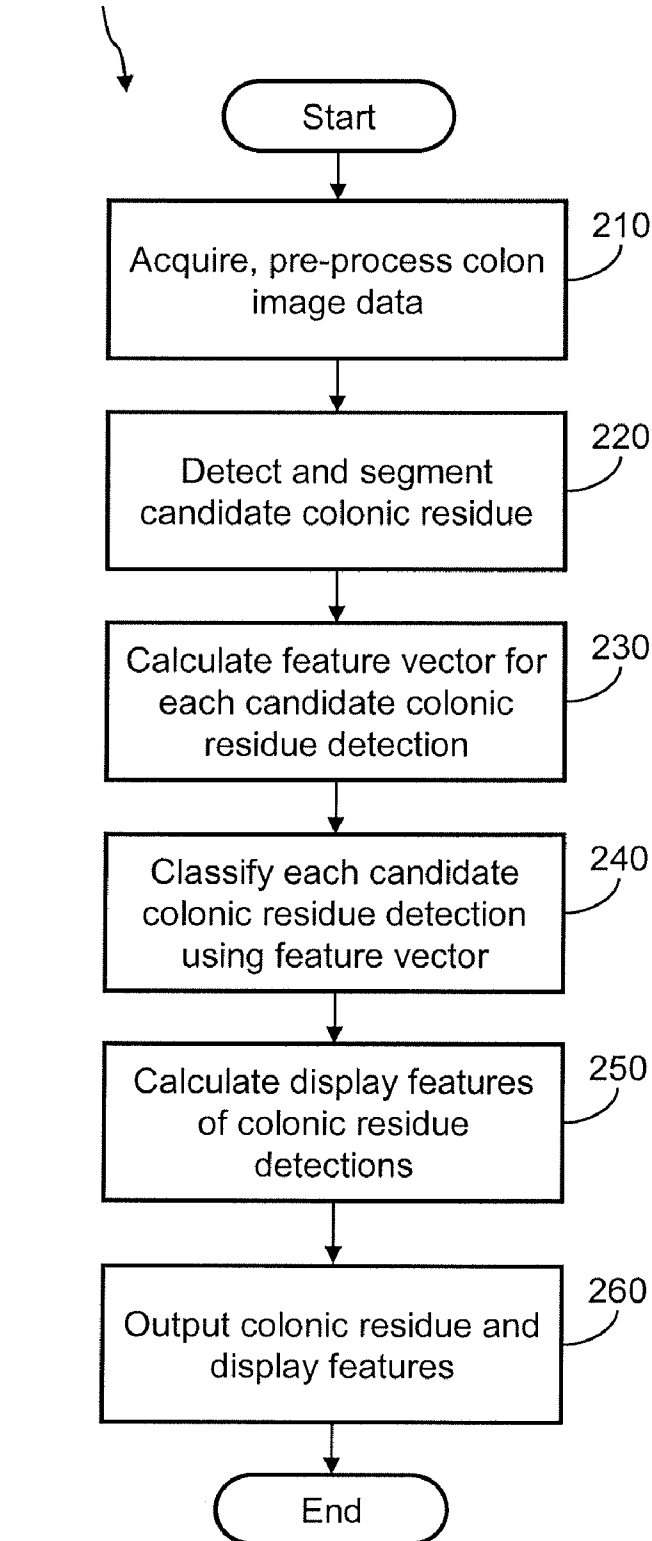 Start
210
Acquire, pre-process colon
image data
220
Detect and segment
candidate colonic residue
230
Calculate feature vector for
each candidate colonic
residue detection
240
Classify each candidate
colonic residue detection
using feature vector
250
Calculate display features
of colonic residue
detections
260
Output colonic residue and
display features
End